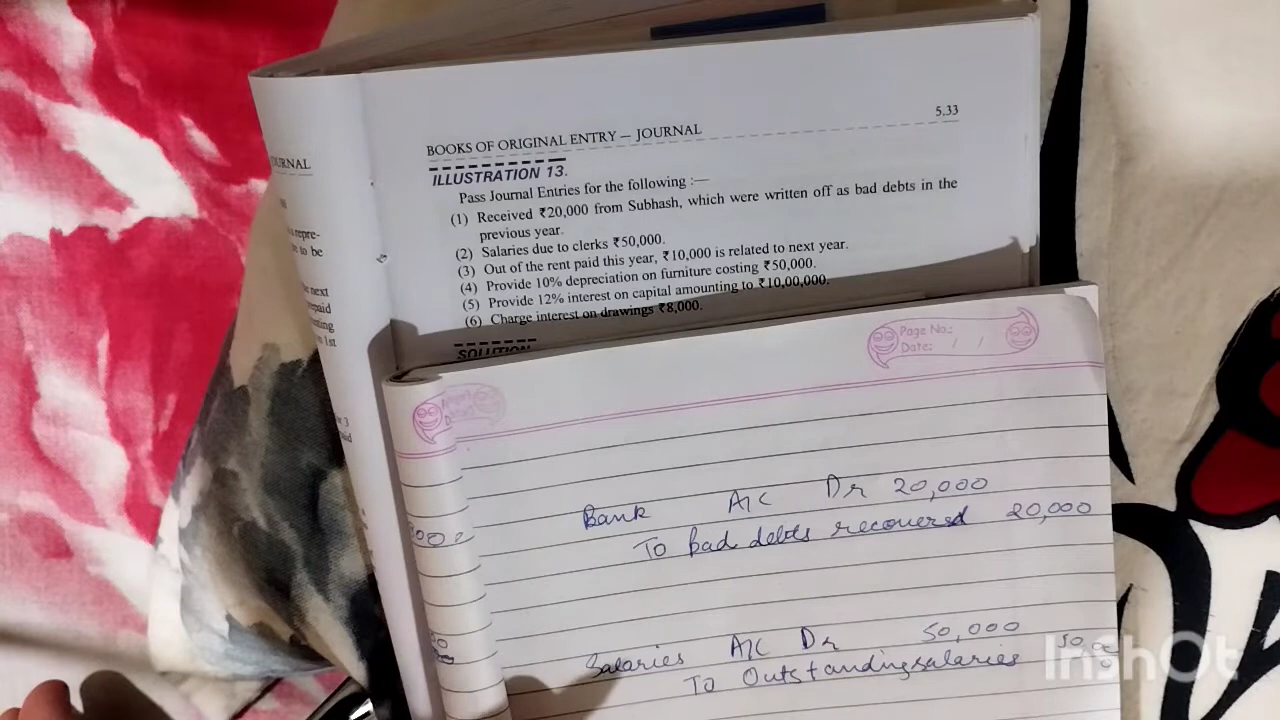 5.33
BOOKS OF ORIGINAL ENTRY – JOURNAL
ILLUSTRATION 13.
Pass Journal Entries for the following :—
(1) Received ₹20,000 from Subhash, which were written off as bad debts in the
previous year.
(2) Salaries due to clerks ₹50,000.
(3) Out of the rent paid this year, ₹10,000 is related to next year.
(4) Provide 10% depreciation on furniture costing ₹50,000.
(5) Provide 12% interest on capital amounting to ₹10,00,000.
(6) Charge interest on drawings ₹8,000.
SOLUTION
Page No.:
Date: / /
Bank A/C Dr 20,000
To bad debts recovered 20,000
Salaries A/C Dr 50,000
To Outstanding salaries
InShOt